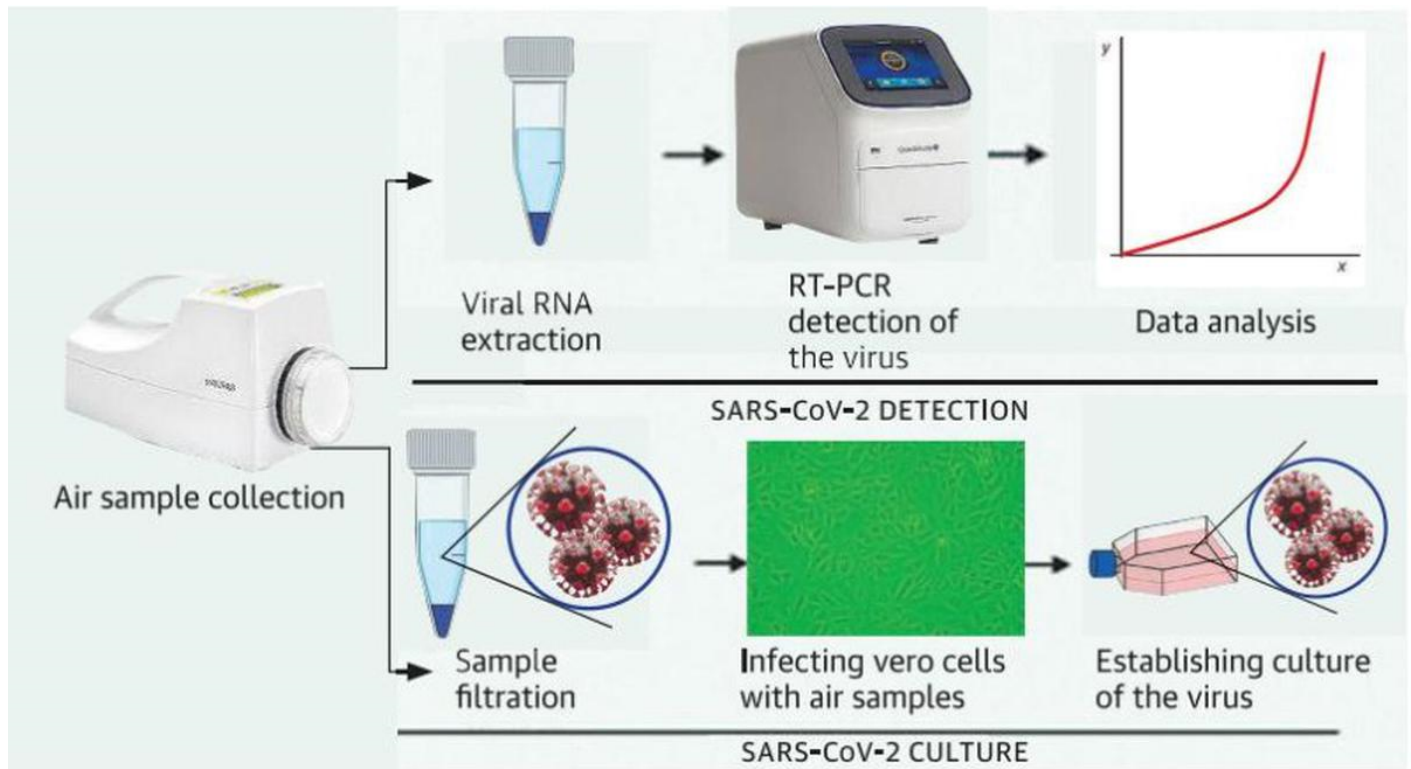 y
x
Viral RNA
extraction
RT-PCR
detection of
the virus
Data analysis
SARS-CoV-2 DETECTION
Air sample collection
Sample
filtration
Infecting vero cells
with air samples
Establishing culture
of the virus
SARS-CoV-2 CULTURE